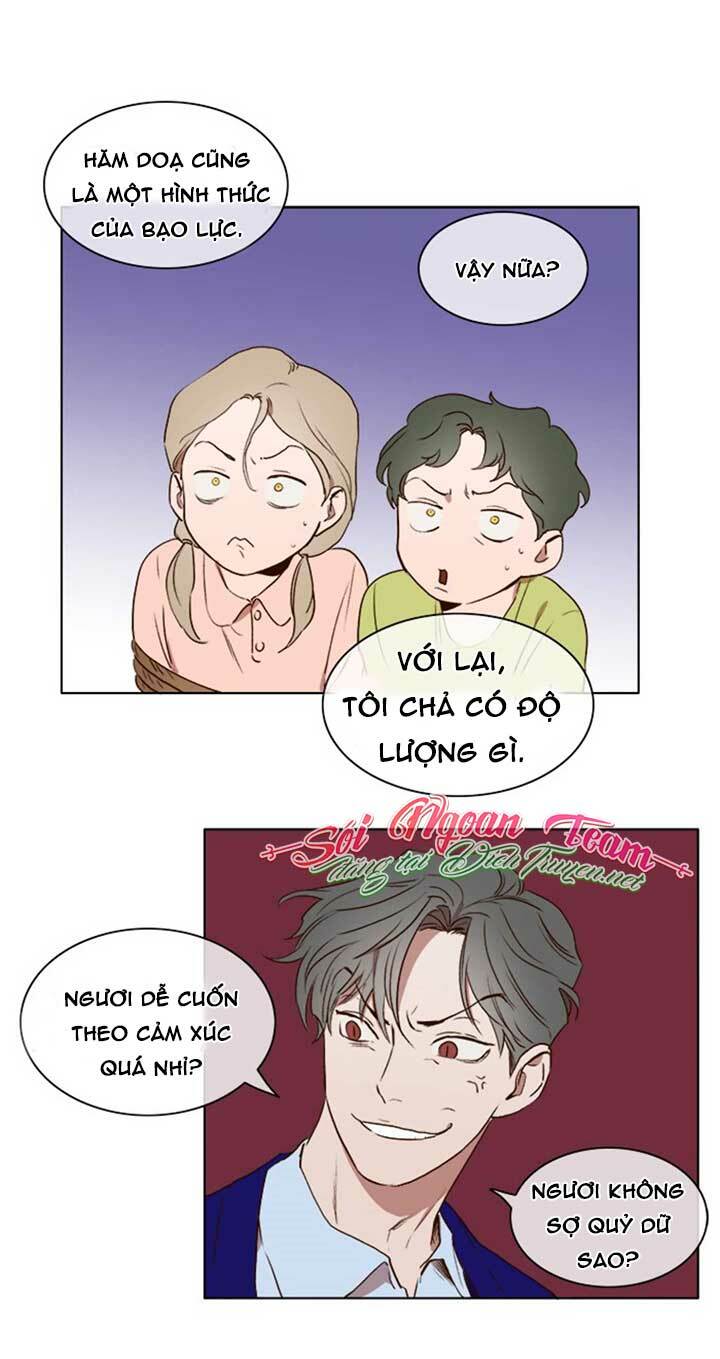 HĂM DOẠ CŨNG
LÀ MỘT HÌNH THỨC
CỦA BẠO LỰC.
VẬY NỮA?
VỚI LẠI,
TÔI CHẢ CÓ ĐỘ
LƯỢNG GÌ.
Sói Ngoan Team
đăng tại BichTruyen.net
NGƯƠI DỄ CUỐN
THEO CẢM XÚC
QUÁ NHỈ?
NGƯƠI KHÔNG
SỢ QUỶ DỮ
SAO?